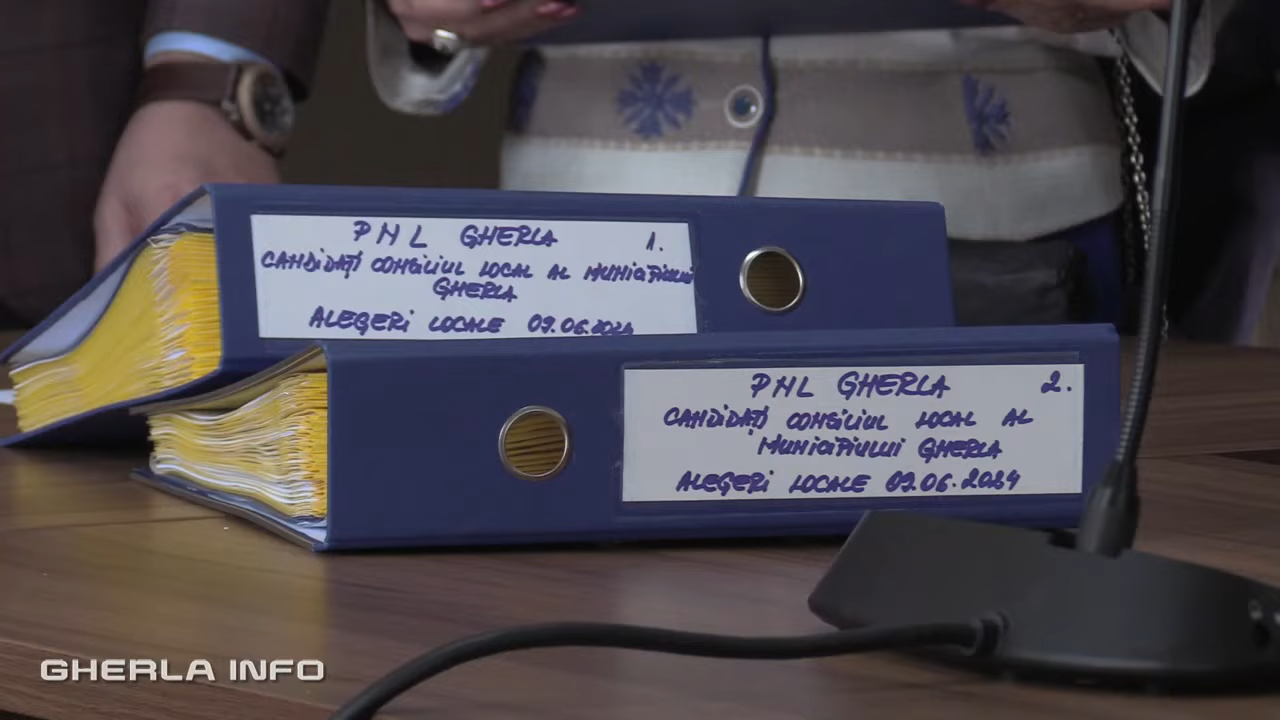 PNL GHERLA 1.
CANDIDAȚI CONSILIUL LOCAL AL MUNICIPIULUI
GHERLA
ALEGERI LOCALE 09.06.2024
PNL GHERLA 2.
CANDIDAȚI CONSILIUL LOCAL AL
MUNICIPIULUI GHERLA
ALEGERI LOCALE 09.06.2024
GHERLA INFO